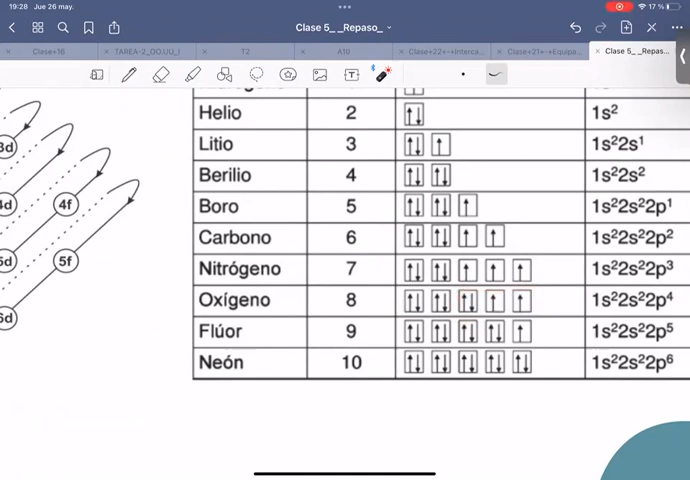 19:28 Jue 26 may.
17 %
Clase 5_ _Repaso_
Clase+16
TAREA-2_OO.UU_I
T2
A10
Clase+22+-+Interca...
Clase+21+-+Equipa...
Clase 5_ _Repas...
Helio 2 1s²
Litio 3 1s²2s¹
Berilio 4 1s²2s²
Boro 5 1s²2s²2p¹
Carbono 6 1s²2s²2p²
Nitrógeno 7 1s²2s²2p³
Oxígeno 8 1s²2s²2p⁴
Flúor 9 1s²2s²2p⁵
Neón 10 1s²2s²2p⁶
3d
4d 4f
5d 5f
6d